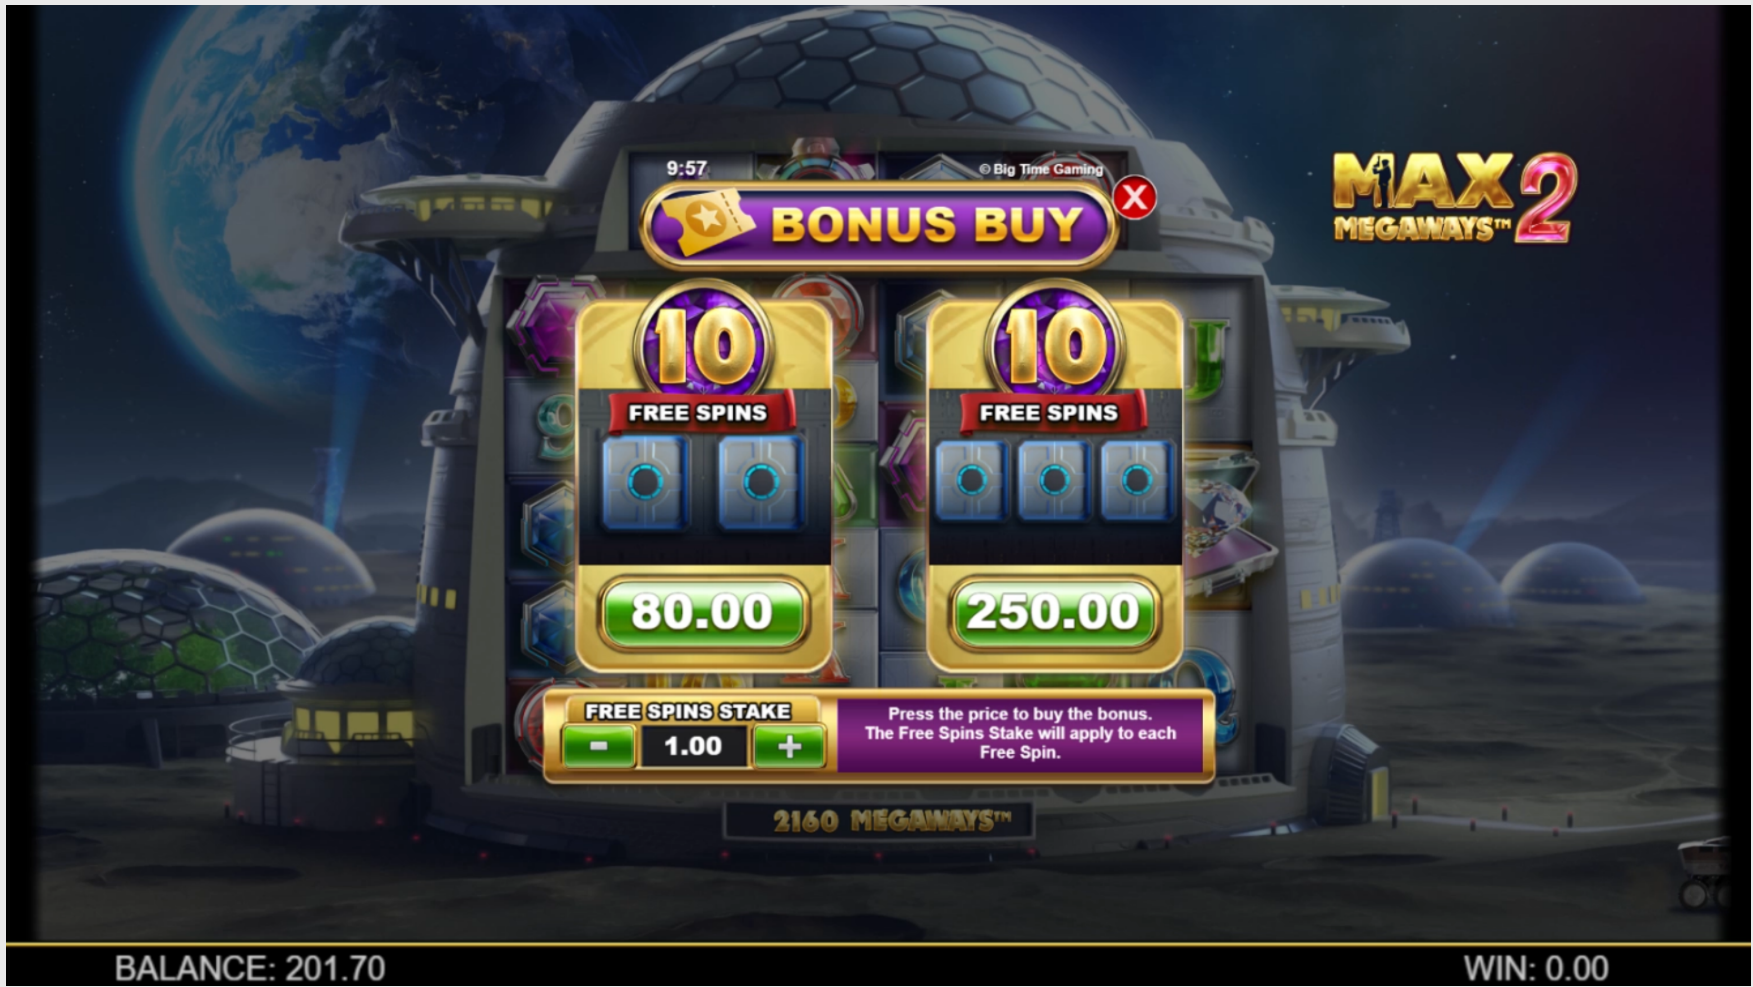 9:57
© Big Time Gaming
BONUS BUY
X
MAX
MEGAWAYS™ 2
10
FREE SPINS
80.00
10
FREE SPINS
250.00
FREE SPINS STAKE
- 1.00 +
Press the price to buy the bonus.
The Free Spins Stake will apply to each
Free Spin.
2160 MEGAWAYS™
BALANCE: 201.70
WIN: 0.00